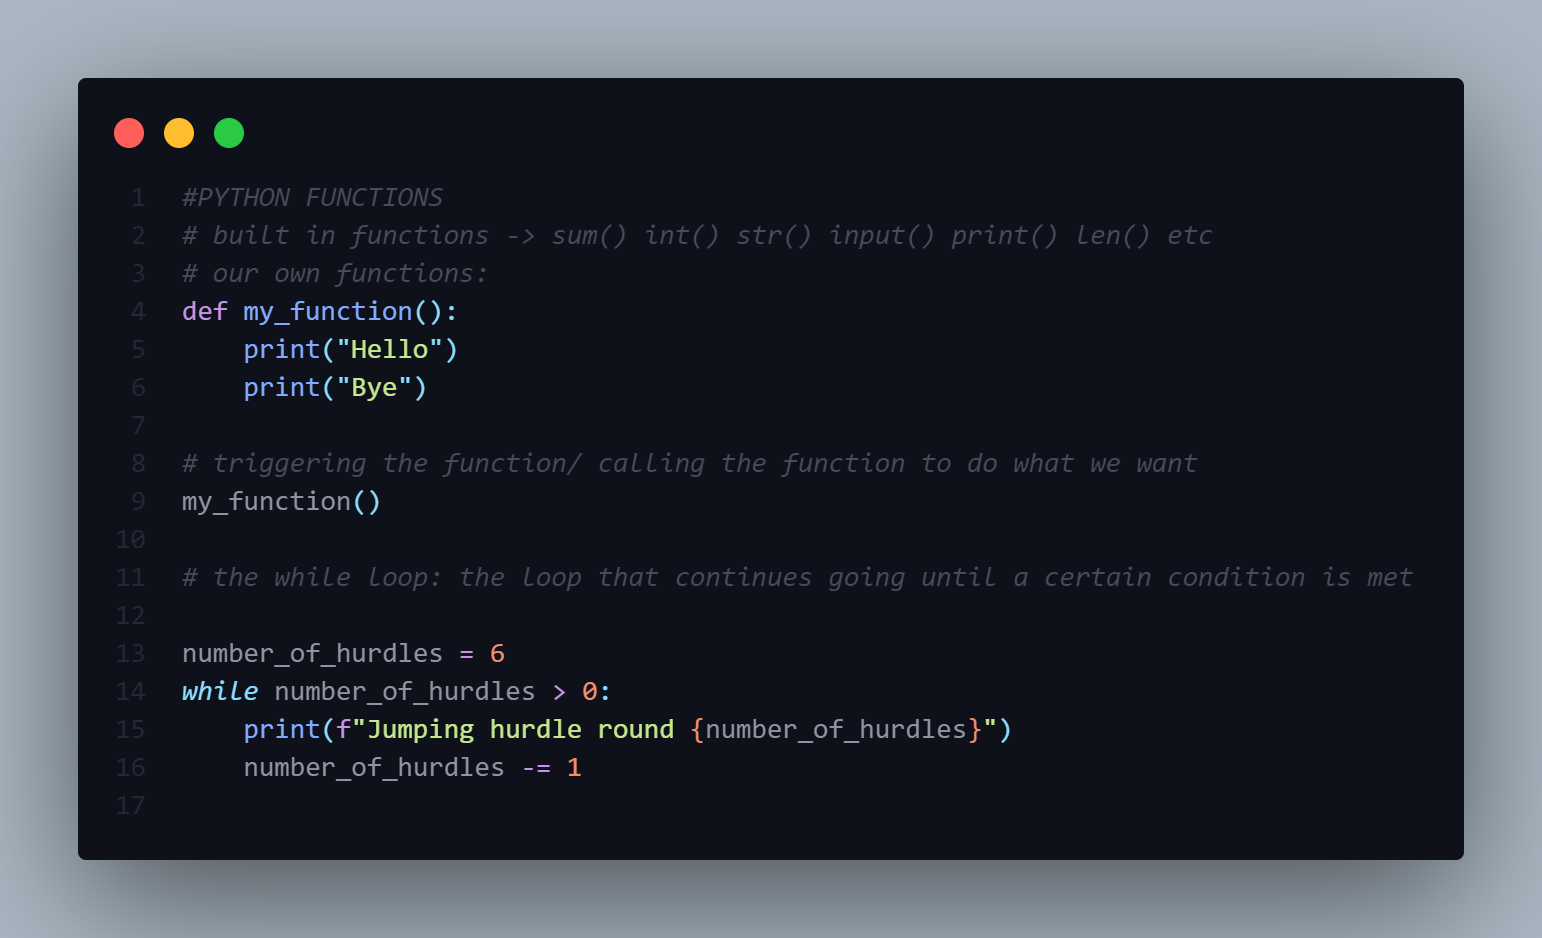 1 #PYTHON FUNCTIONS
2 # built in functions -> sum() int() str() input() print() len() etc
3 # our own functions:
4 def my_function():
5     print("Hello")
6     print("Bye")
7
8 # triggering the function/ calling the function to do what we want
9 my_function()
10
11 # the while loop: the loop that continues going until a certain condition is met
12
13 number_of_hurdles = 6
14 while number_of_hurdles > 0:
15     print(f"Jumping hurdle round {number_of_hurdles}")
16     number_of_hurdles -= 1
17